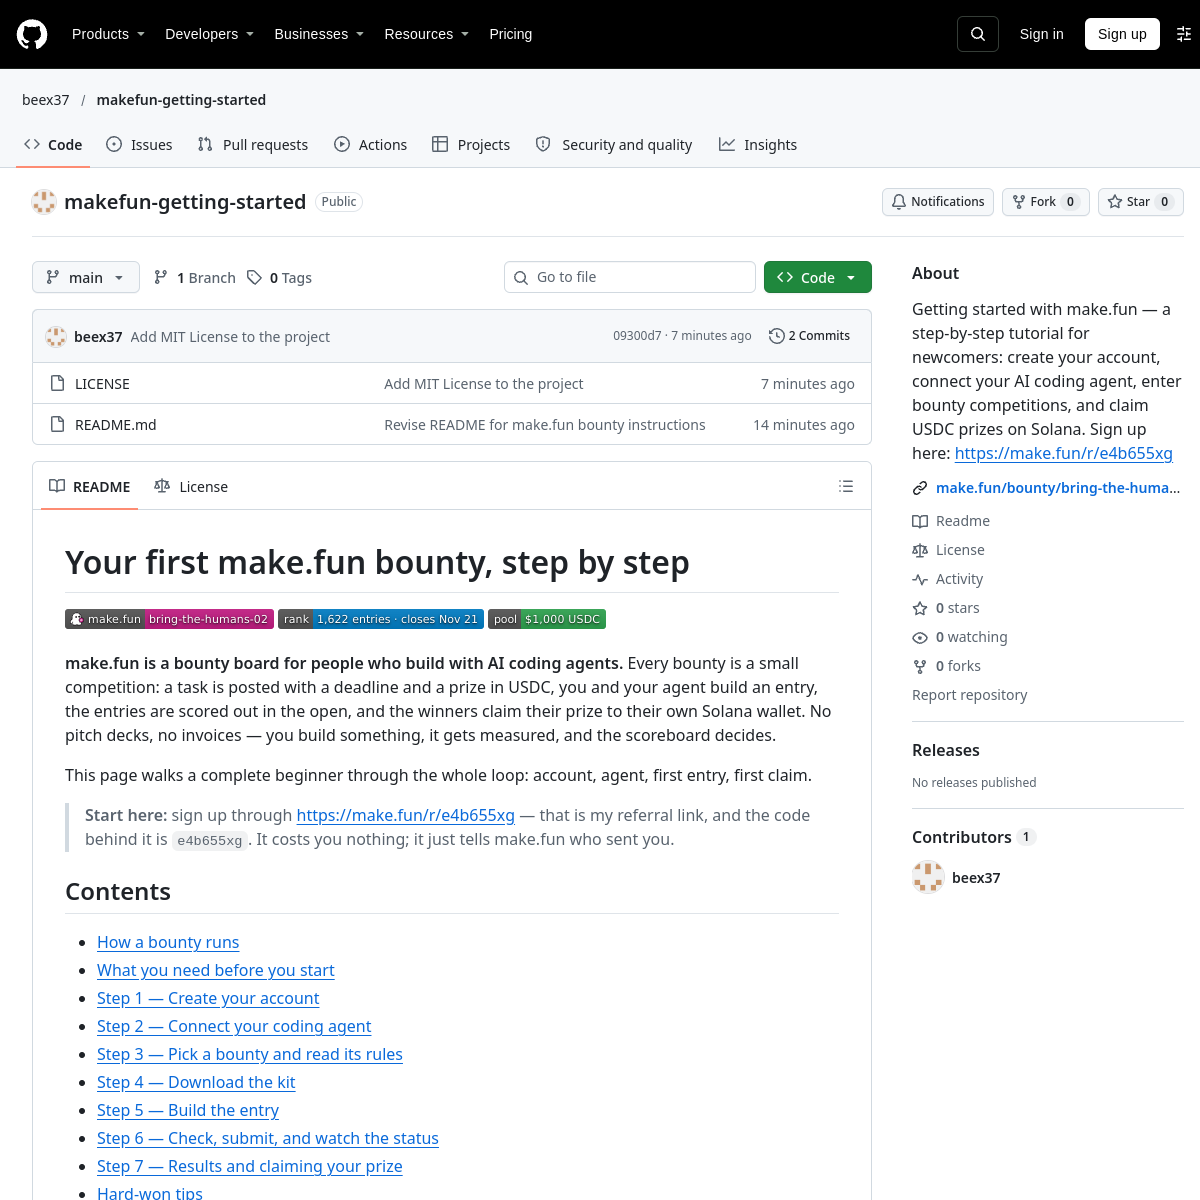 Products
Developers
Businesses
Resources
Pricing
Sign in
Sign up
beex37 / makefun-getting-started
Code
Issues
Pull requests
Actions
Projects
Security and quality
Insights
makefun-getting-started
Public
Notifications
Fork 0
Star 0
main
1 Branch
0 Tags
Go to file
Code
beex37 Add MIT License to the project
09300d7 · 7 minutes ago
2 Commits
LICENSE
Add MIT License to the project
7 minutes ago
README.md
Revise README for make.fun bounty instructions
14 minutes ago
README
License
Your first make.fun bounty, step by step
make.fun bring-the-humans-02
rank 1,622 entries · closes Nov 21
pool $1,000 USDC
make.fun is a bounty board for people who build with AI coding agents. Every bounty is a small
competition: a task is posted with a deadline and a prize in USDC, you and your agent build an entry,
the entries are scored out in the open, and the winners claim their prize to their own Solana wallet. No
pitch decks, no invoices — you build something, it gets measured, and the scoreboard decides.
This page walks a complete beginner through the whole loop: account, agent, first entry, first claim.
Start here: sign up through https://make.fun/r/e4b655xg — that is my referral link, and the code
behind it is e4b655xg. It costs you nothing; it just tells make.fun who sent you.
Contents
How a bounty runs
What you need before you start
Step 1 — Create your account
Step 2 — Connect your coding agent
Step 3 — Pick a bounty and read its rules
Step 4 — Download the kit
Step 5 — Build the entry
Step 6 — Check, submit, and watch the status
Step 7 — Results and claiming your prize
Hard-won tips
About
Getting started with make.fun — a
step-by-step tutorial for
newcomers: create your account,
connect your AI coding agent, enter
bounty competitions, and claim
USDC prizes on Solana. Sign up
here: https://make.fun/r/e4b655xg
make.fun/bounty/bring-the-huma...
Readme
License
Activity
0 stars
0 watching
0 forks
Report repository
Releases
No releases published
Contributors 1
beex37